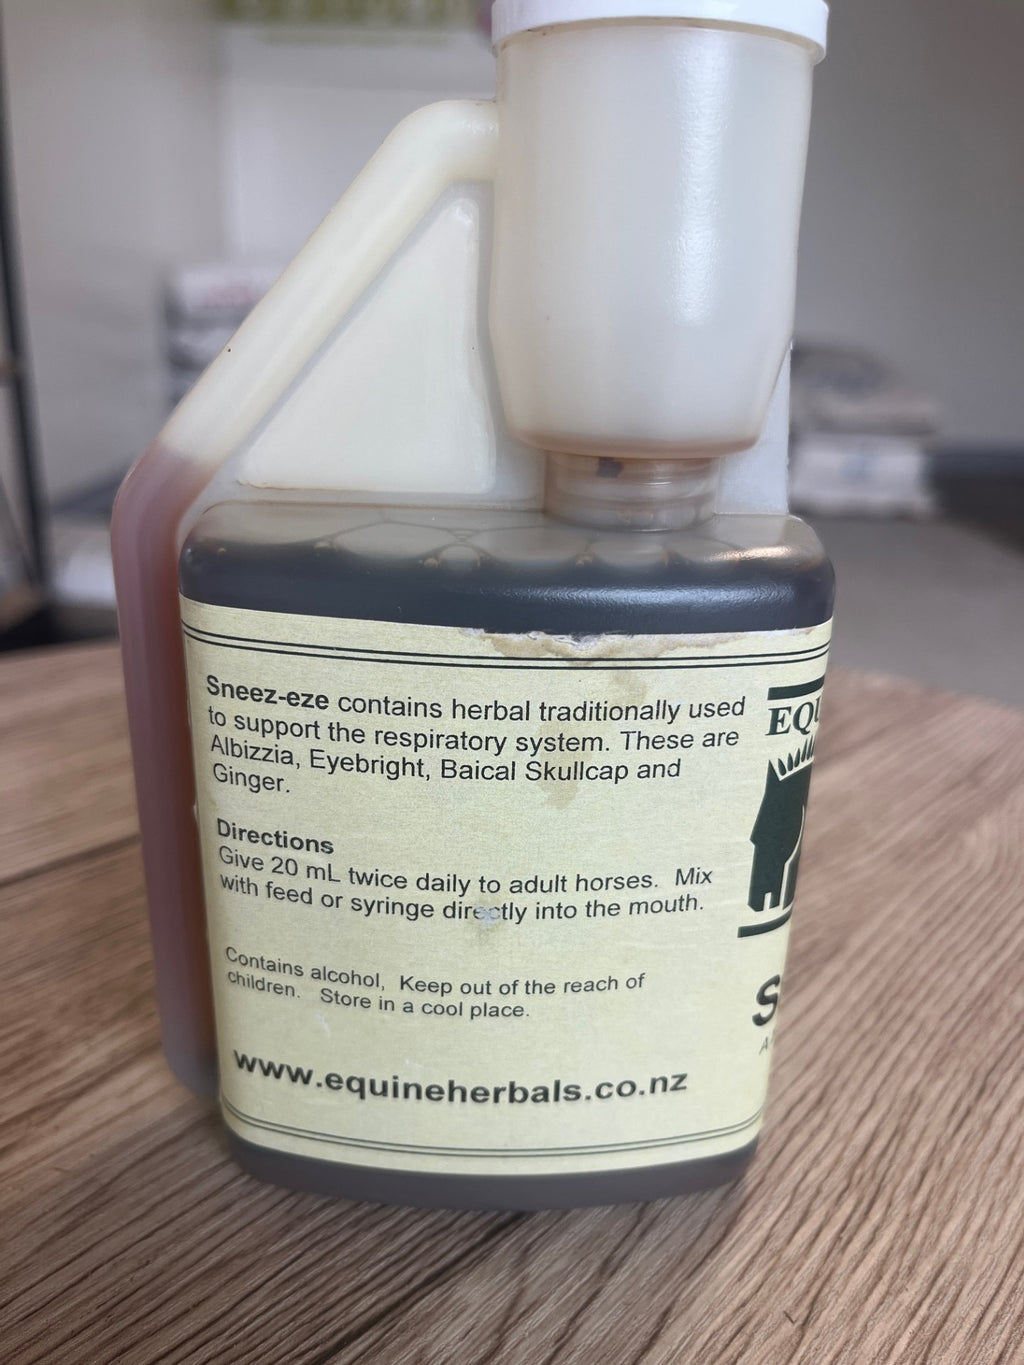 Sneez-eze contains herbal traditionally used
to support the respiratory system. These are
Albizzia, Eyebright, Baical Skullcap and
Ginger.
Directions
Give 20 mL twice daily to adult horses. Mix
with feed or syringe directly into the mouth.
Contains alcohol, Keep out of the reach of
children. Store in a cool place.
www.equineherbals.co.nz
EQU
S
A